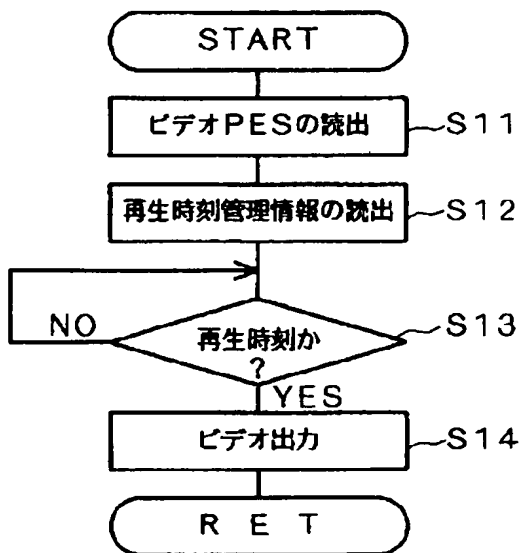 START
ビデオPESの読出
S11
再生時刻管理情報の読出
S12
再生時刻か
?
S13
NO
YES
ビデオ出力
S14
RET